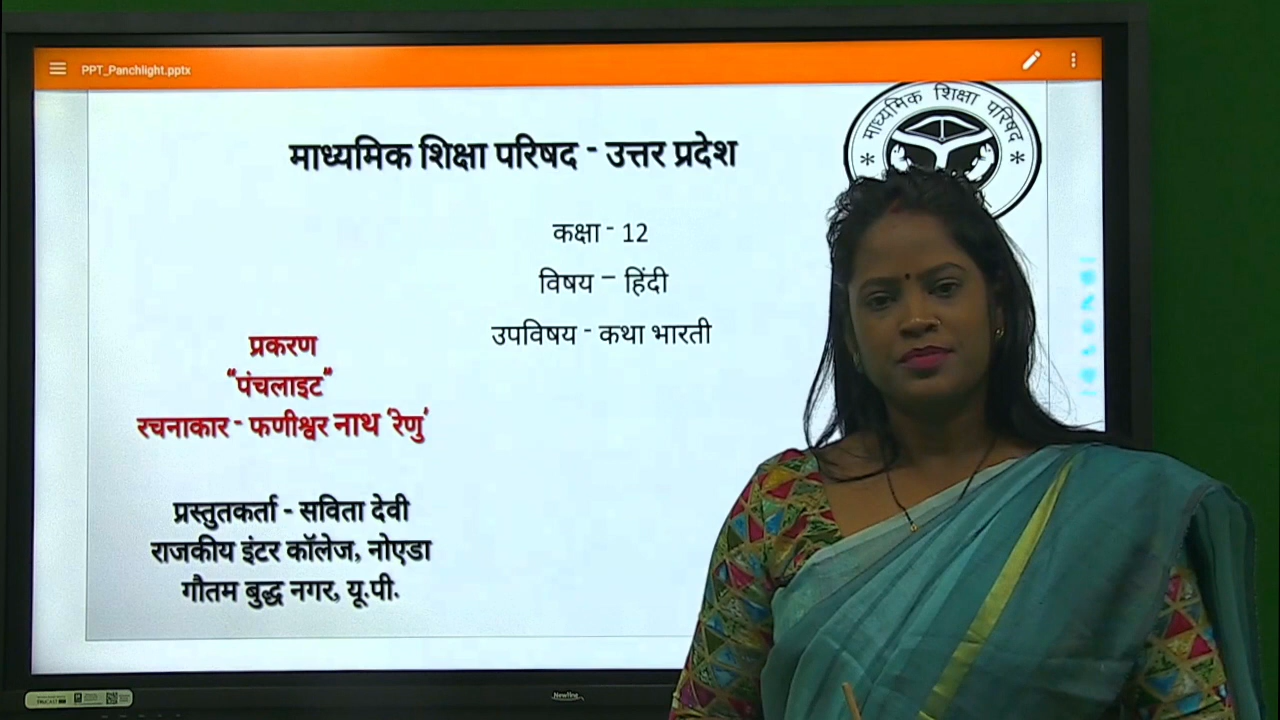 PPT_Panchlight.pptx
माध्यमिक शिक्षा परिषद
माध्यमिक शिक्षा परिषद - उत्तर प्रदेश
कक्षा - 12
विषय – हिंदी
उपविषय - कथा भारती
प्रकरण
“पंचलाइट”
रचनाकार - फणीश्वर नाथ ‘रेणु’
प्रस्तुतकर्ता - सविता देवी
राजकीय इंटर कॉलेज, नोएडा
गौतम बुद्ध नगर, यू.पी.
Newline